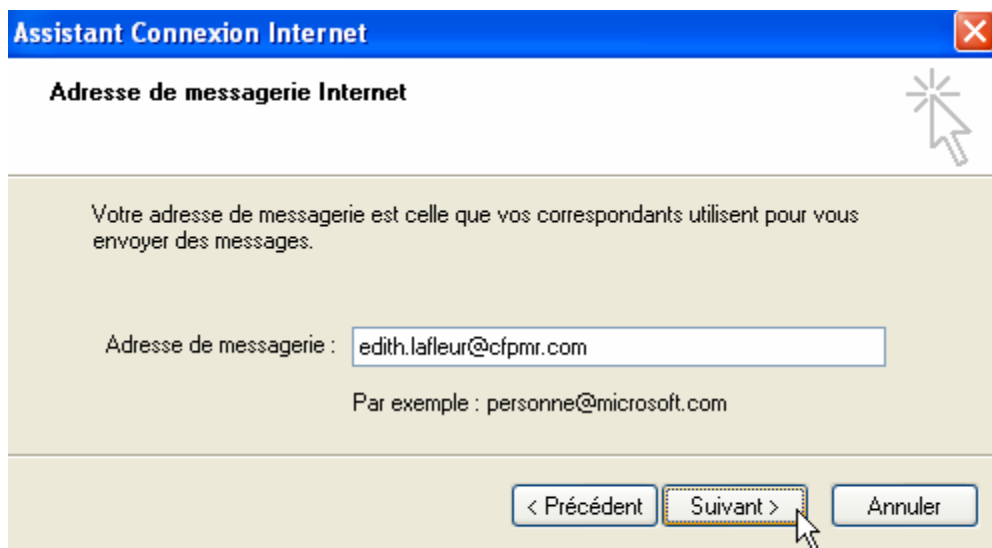 Assistant Connexion Internet
Adresse de messagerie Internet
Votre adresse de messagerie est celle que vos correspondants utilisent pour vous
envoyer des messages.
Adresse de messagerie : edith.lafleur@cfpmr.com
Par exemple : personne@microsoft.com
< Précédent Suivant > Annuler